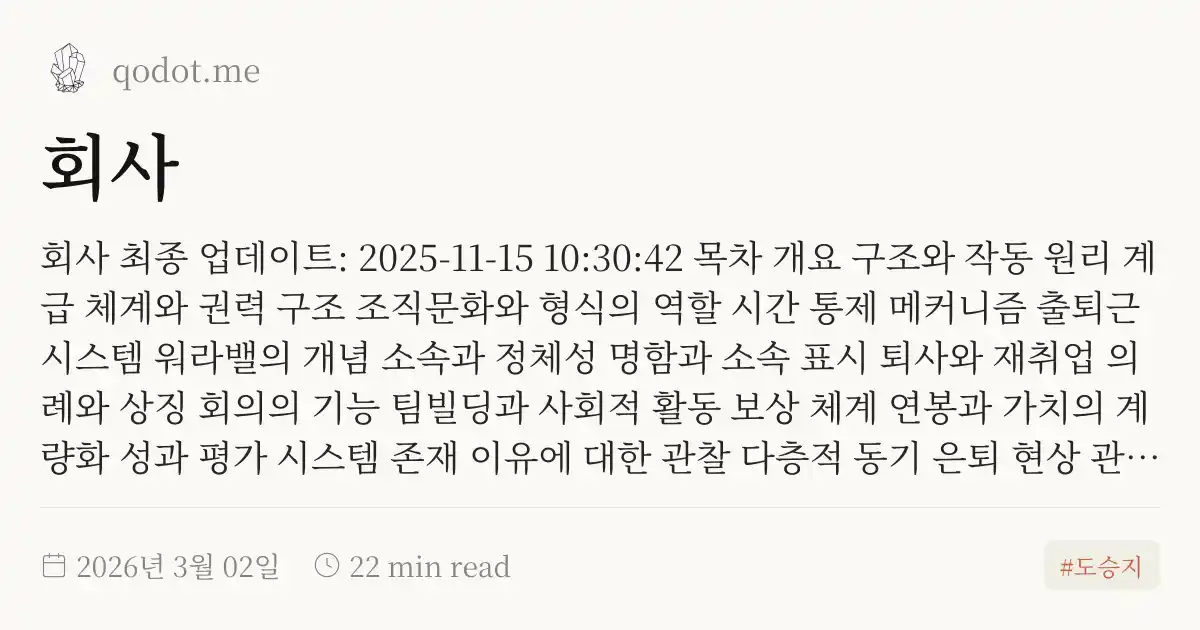 qodot.me
회사
회사 최종 업데이트: 2025-11-15 10:30:42 목차 개요 구조와 작동 원리 계
급 체계와 권력 구조 조직문화와 형식의 역할 시간 통제 메커니즘 출퇴근
시스템 워라밸의 개념 소속과 정체성 명함과 소속 표시 퇴사와 재취업 의
례와 상징 회의의 기능 팀빌딩과 사회적 활동 보상 체계 연봉과 가치의 계
량화 성과 평가 시스템 존재 이유에 대한 관찰 다층적 동기 은퇴 현상 관…
2026년 3월 02일 22 min read #도승지